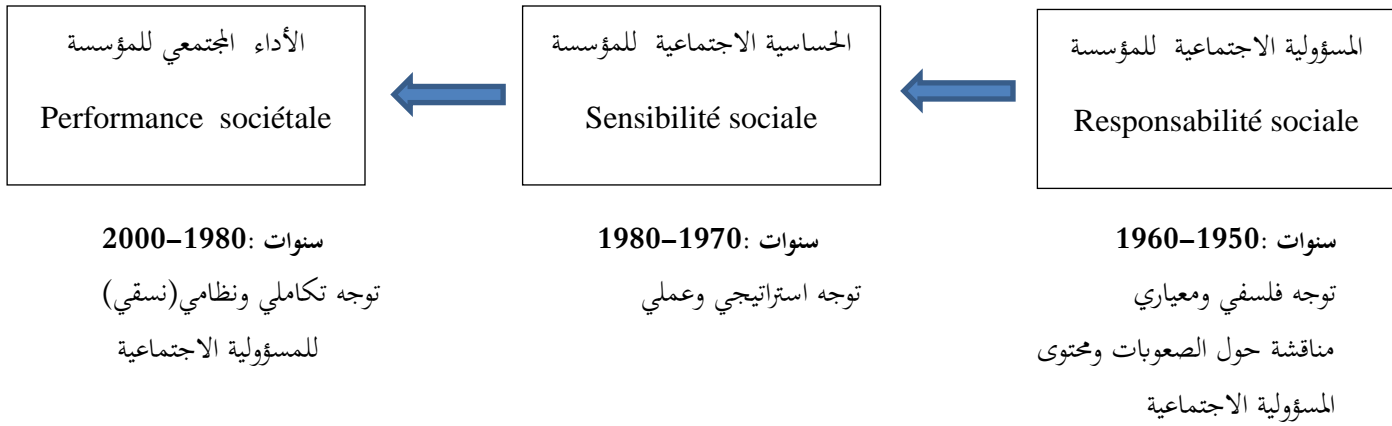 المسؤولية الاجتماعية للمؤسسة
Responsabilité sociale
الحساسية الاجتماعية للمؤسسة
Sensibilité sociale
الأداء المجتمعي للمؤسسة
Performance sociétale
سنوات :1950–1960
توجه فلسفي ومعياري
مناقشة حول الصعوبات ومحتوى
المسؤولية الاجتماعية
سنوات :1970–1980
توجه استراتيجي وعملي
سنوات :1980–2000
توجه تكاملي ونظامي(نسقي)
للمسؤولية الاجتماعية